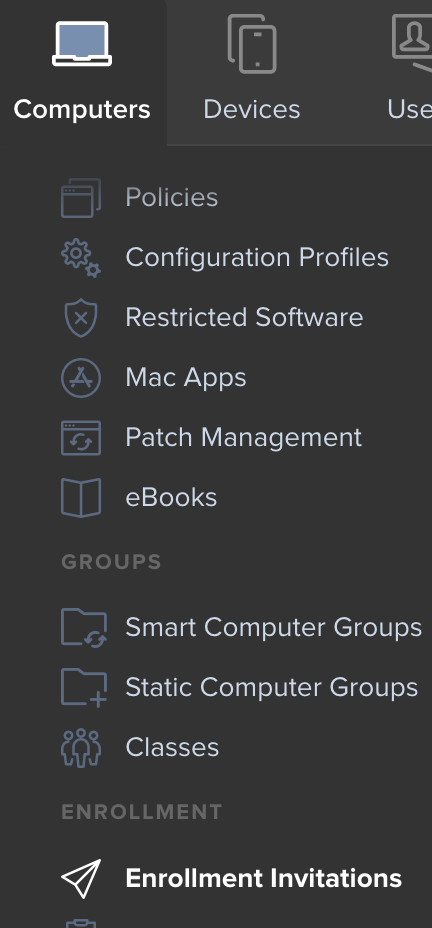 Computers
Devices
Use
Policies
Configuration Profiles
Restricted Software
Mac Apps
Patch Management
eBooks
GROUPS
Smart Computer Groups
Static Computer Groups
Classes
ENROLLMENT
Enrollment Invitations